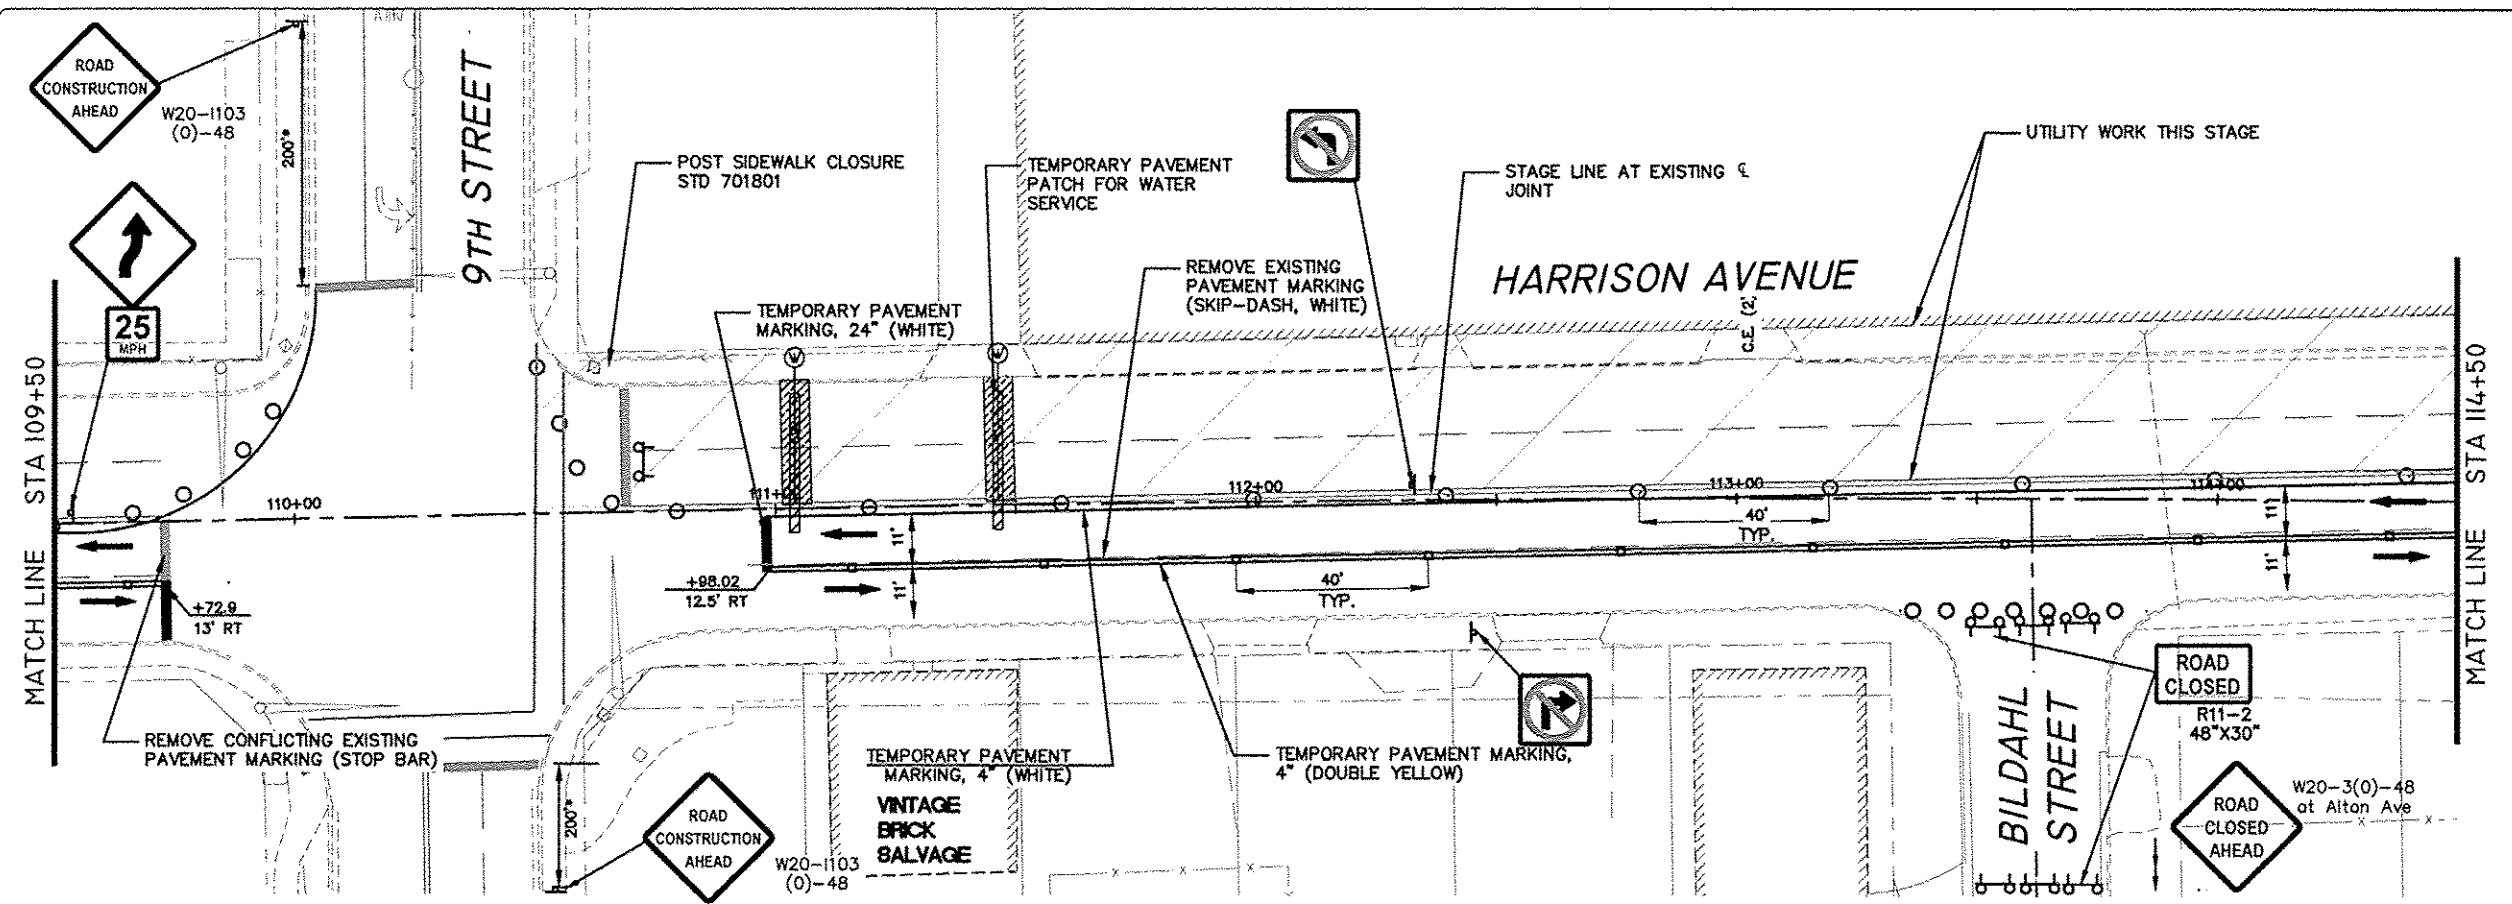 ROAD
CONSTRUCTION
AHEAD
W20-I103
(O)-48
200'*
9TH STREET
25
MPH
POST SIDEWALK CLOSURE
STD 701801
TEMPORARY PAVEMENT
PATCH FOR WATER
SERVICE
STAGE LINE AT EXISTING ℄
JOINT
UTILITY WORK THIS STAGE
HARRISON AVENUE
REMOVE EXISTING
PAVEMENT MARKING
(SKIP-DASH, WHITE)
TEMPORARY PAVEMENT
MARKING, 24" (WHITE)
C.E. (2'
W
W
MATCH LINE STA 109+50
MATCH LINE STA 114+50
110+00
112+00
113+00
114+00
40'
TYP.
11'
11'
11'
11'
40'
TYP.
+98.02
12.5' RT
+72.9
13' RT
REMOVE CONFLICTING EXISTING
PAVEMENT MARKING (STOP BAR)
TEMPORARY PAVEMENT
MARKING, 4" (WHITE)
TEMPORARY PAVEMENT MARKING,
4" (DOUBLE YELLOW)
VINTAGE
BRICK
SALVAGE
200'*
ROAD
CONSTRUCTION
AHEAD
W20-I103
(O)-48
BILDAHL
STREET
ROAD
CLOSED
R11-2
48"X30"
ROAD
CLOSED
AHEAD
W20-3(O)-48
at Alton Ave